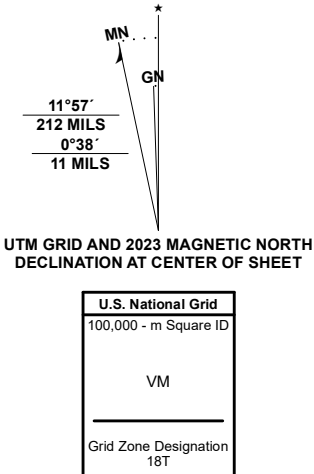 ★
MN
GN
11°57´
212 MILS
0°38´
11 MILS
UTM GRID AND 2023 MAGNETIC NORTH
DECLINATION AT CENTER OF SHEET
U.S. National Grid
100,000 - m Square ID
VM
Grid Zone Designation
18T